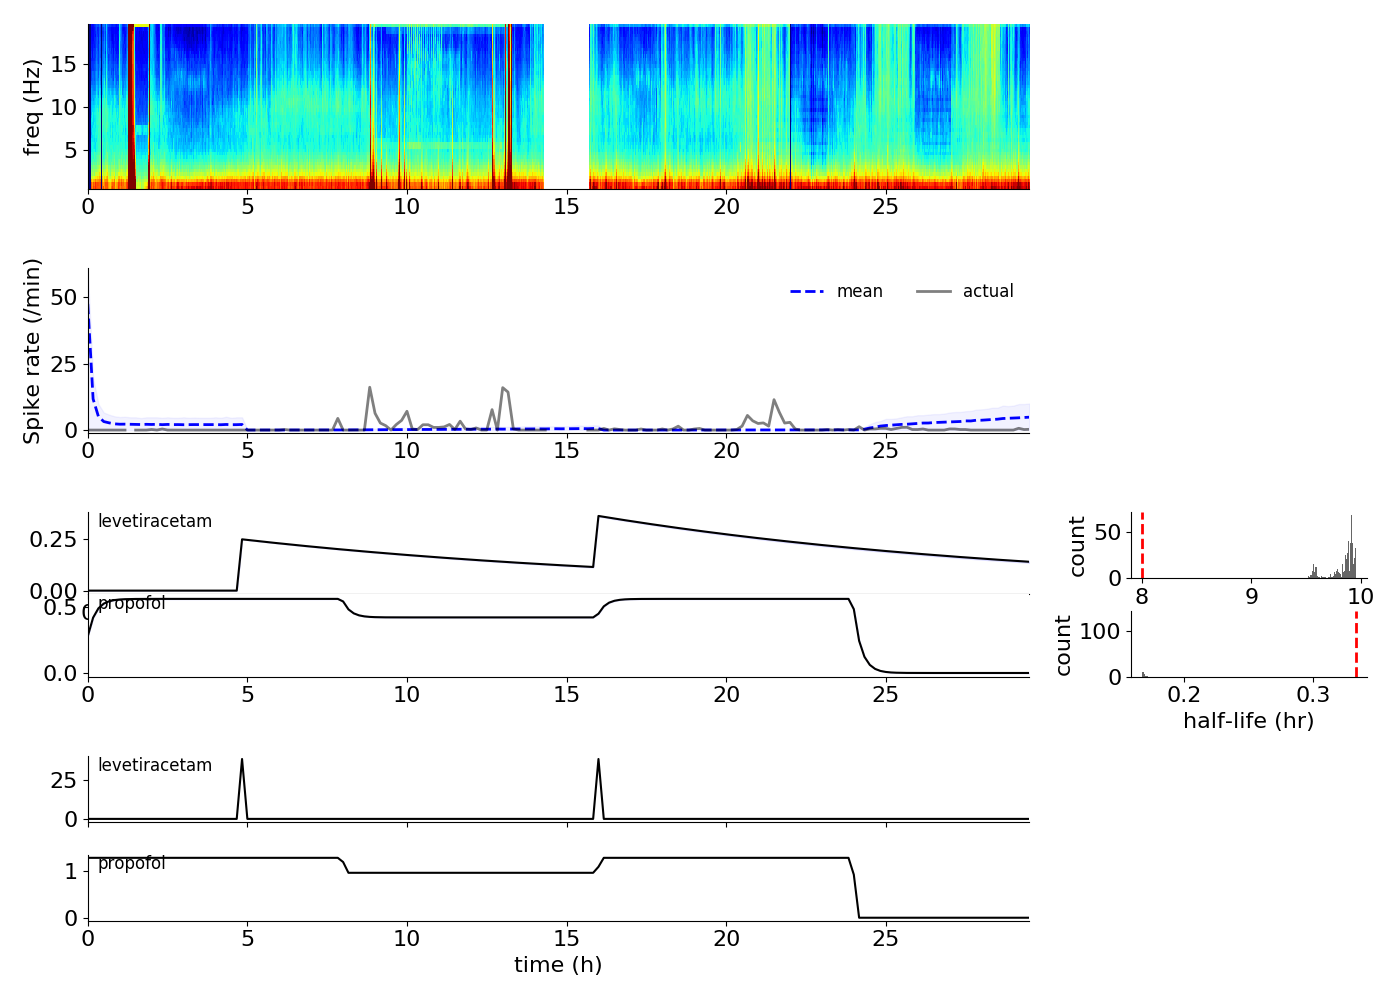 freq (Hz)
15
10
5
0 5 10 15 20 25
Spike rate (/min)
50
25
0
mean actual
0 5 10 15 20 25
levetiracetam
0.25
0.00
count
50
0
8 9 10
propofol
0.5
0.0
0 5 10 15 20 25
count
100
0
0.2 0.3
half-life (hr)
levetiracetam
25
0
propofol
1
0
0 5 10 15 20 25
time (h)